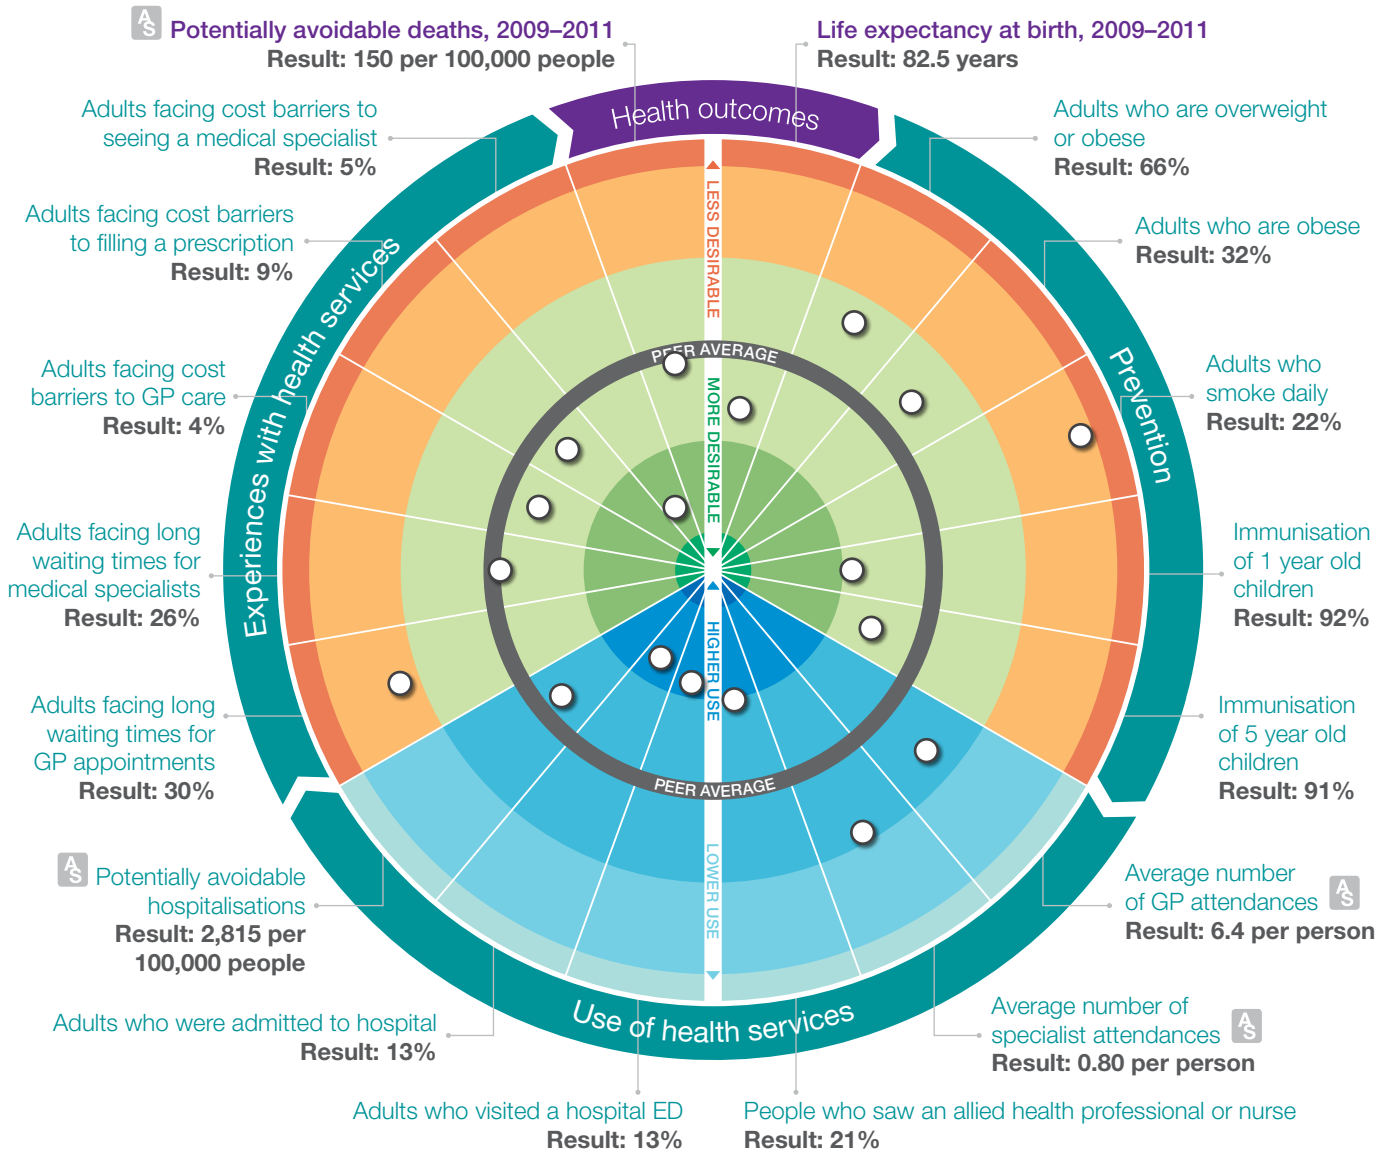 AS Potentially avoidable deaths, 2009–2011
Result: 150 per 100,000 people
Life expectancy at birth, 2009–2011
Result: 82.5 years
Adults facing cost barriers to
seeing a medical specialist
Result: 5%
Health outcomes
Adults who are overweight
or obese
Result: 66%
Adults facing cost barriers
to filling a prescription
Result: 9%
Adults who are obese
Result: 32%
LESS DESIRABLE
PEER AVERAGE
MORE DESIRABLE
Adults facing cost
barriers to GP care
Result: 4%
Experiences with health services
Prevention
Adults who
smoke daily
Result: 22%
Adults facing long
waiting times for
medical specialists
Result: 26%
Immunisation
of 1 year old
children
Result: 92%
HIGHER USE
PEER AVERAGE
LOWER USE
Adults facing long
waiting times for
GP appointments
Result: 30%
Immunisation
of 5 year old
children
Result: 91%
AS Potentially avoidable
hospitalisations
Result: 2,815 per
100,000 people
Average number
of GP attendances AS
Result: 6.4 per person
Use of health services
Adults who were admitted to hospital
Result: 13%
Average number of
specialist attendances AS
Result: 0.80 per person
Adults who visited a hospital ED
Result: 13%
People who saw an allied health professional or nurse
Result: 21%